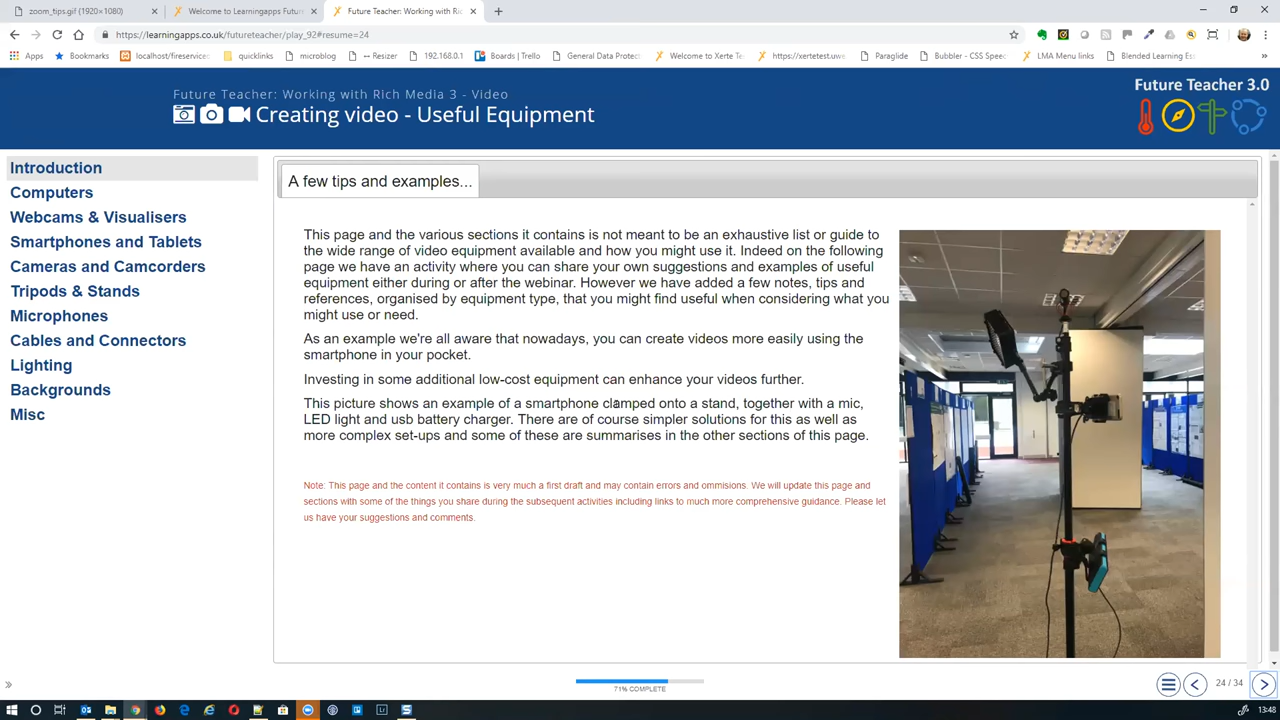 zoom_tips.gif (1920×1080)
Welcome to Learningapps Futur
Future Teacher: Working with Ric
https://learningapps.co.uk/futureteacher/play_92#resume=24
Apps
Bookmarks
localhost/fireservices
quicklinks
microblog
↔ Resizer
192.168.0.1
Boards | Trello
General Data Protect
Welcome to Xerte Te
https://xertetest.uwe
Paraglide
Bubbler - CSS Speec
LMA Menu links
Blended Learning Ess
Future Teacher: Working with Rich Media 3 - Video
Creating video - Useful Equipment
Future Teacher 3.0
Introduction
Computers
Webcams & Visualisers
Smartphones and Tablets
Cameras and Camcorders
Tripods & Stands
Microphones
Cables and Connectors
Lighting
Backgrounds
Misc
A few tips and examples...
This page and the various sections it contains is not meant to be an exhaustive list or guide to
the wide range of video equipment available and how you might use it. Indeed on the following
page we have an activity where you can share your own suggestions and examples of useful
equipment either during or after the webinar. However we have added a few notes, tips and
references, organised by equipment type, that you might find useful when considering what you
might use or need.
As an example we're all aware that nowadays, you can create videos more easily using the
smartphone in your pocket.
Investing in some additional low-cost equipment can enhance your videos further.
This picture shows an example of a smartphone clamped onto a stand, together with a mic,
LED light and usb battery charger. There are of course simpler solutions for this as well as
more complex set-ups and some of these are summarises in the other sections of this page.
Note: This page and the content it contains is very much a first draft and may contain errors and ommisions. We will update this page and
sections with some of the things you share during the subsequent activities including links to much more comprehensive guidance. Please let
us have your suggestions and comments.
71% COMPLETE
24 / 34
13:48